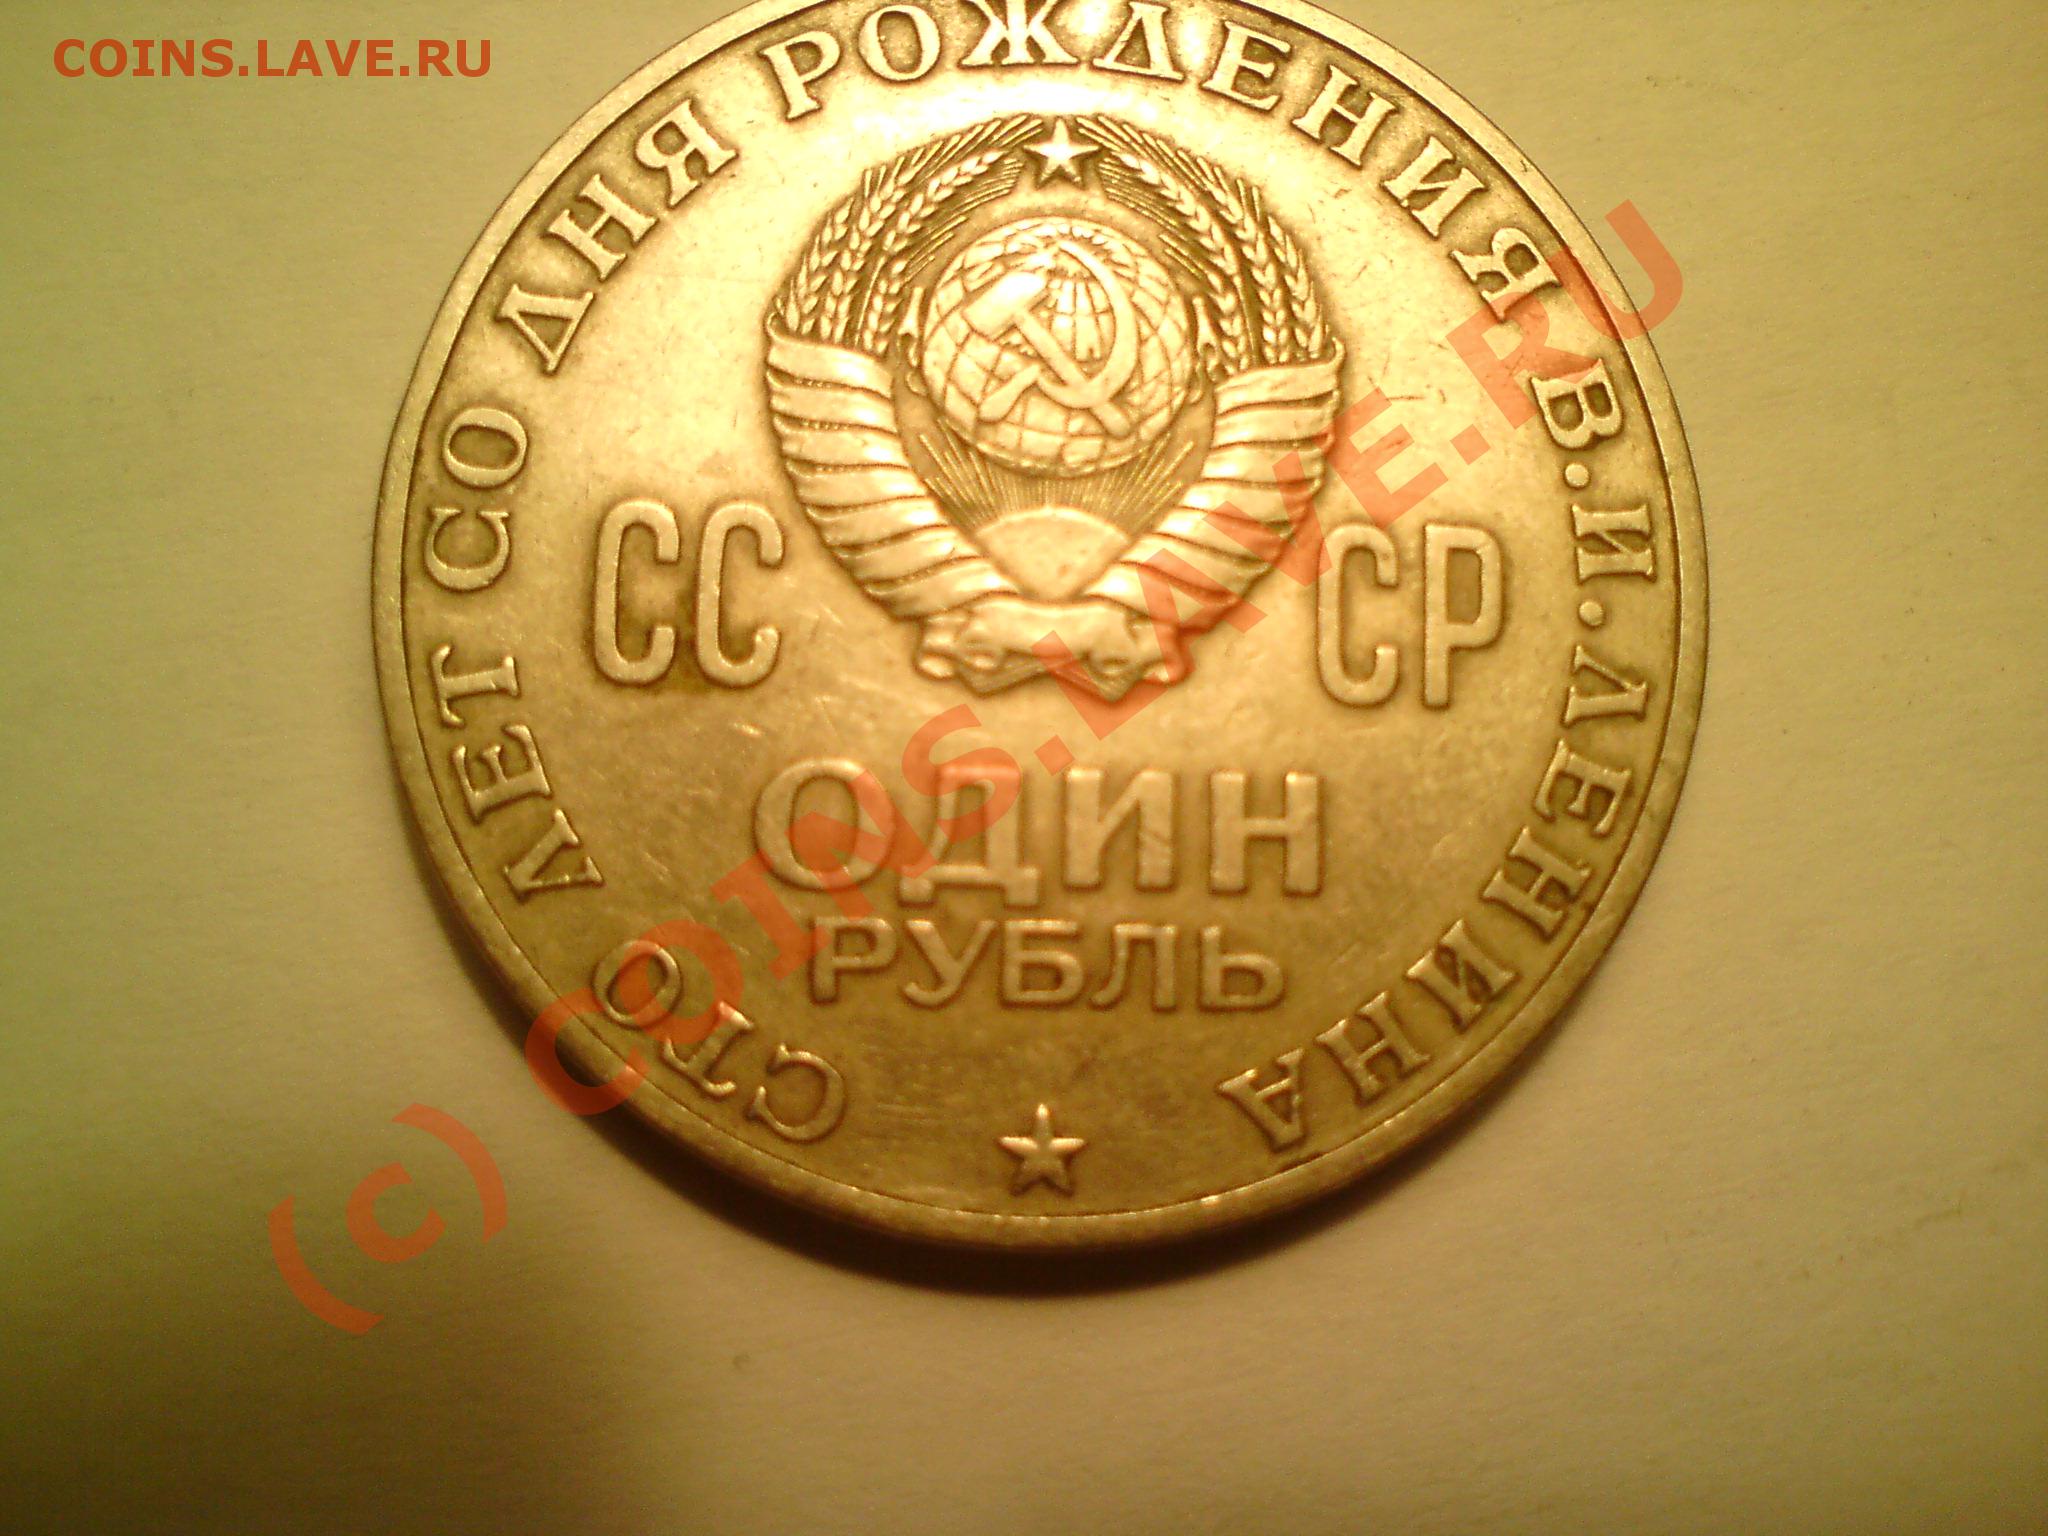 COINS.LAVE.RU
СТО ЛЕТ СО ДНЯ РОЖДЕНИЯ В.И.ЛЕНИНА
СС СР
ОДИН
РУБЛЬ
(c) COINS.LAVE.RU